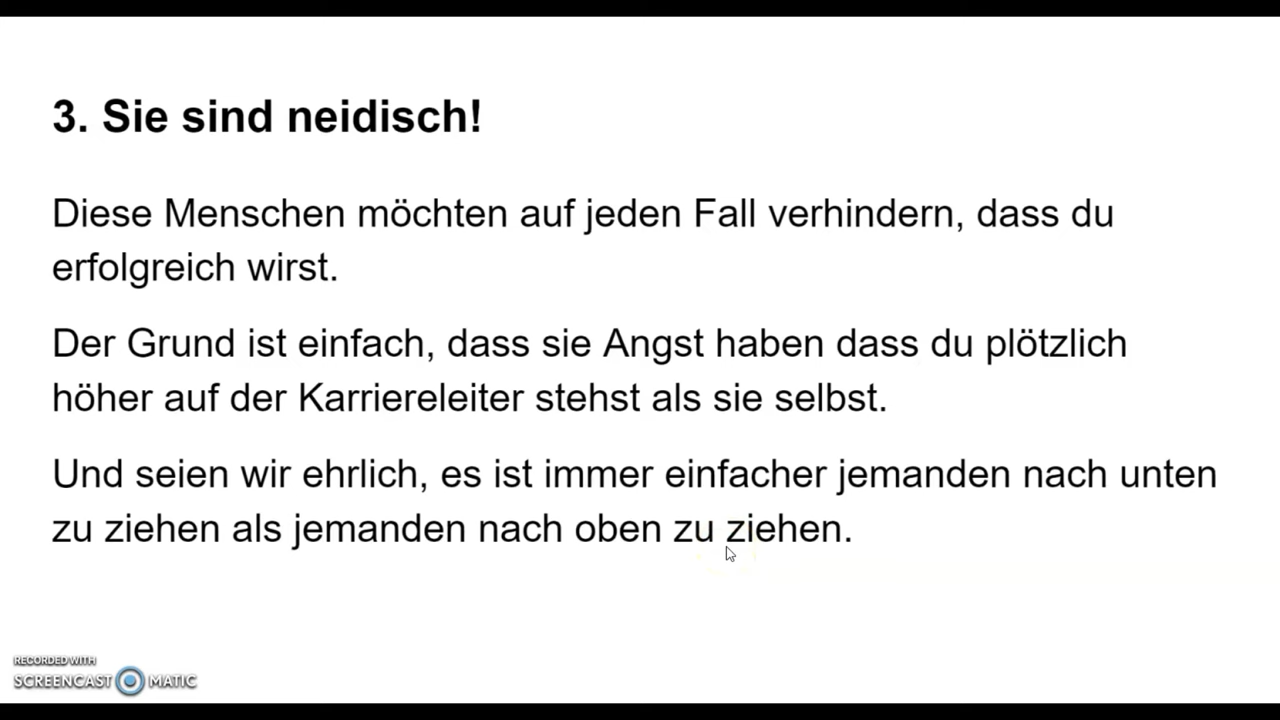 3. Sie sind neidisch!
Diese Menschen möchten auf jeden Fall verhindern, dass du
erfolgreich wirst.
Der Grund ist einfach, dass sie Angst haben dass du plötzlich
höher auf der Karriereleiter stehst als sie selbst.
Und seien wir ehrlich, es ist immer einfacher jemanden nach unten
zu ziehen als jemanden nach oben zu ziehen.
RECORDED WITH
SCREENCAST MATIC